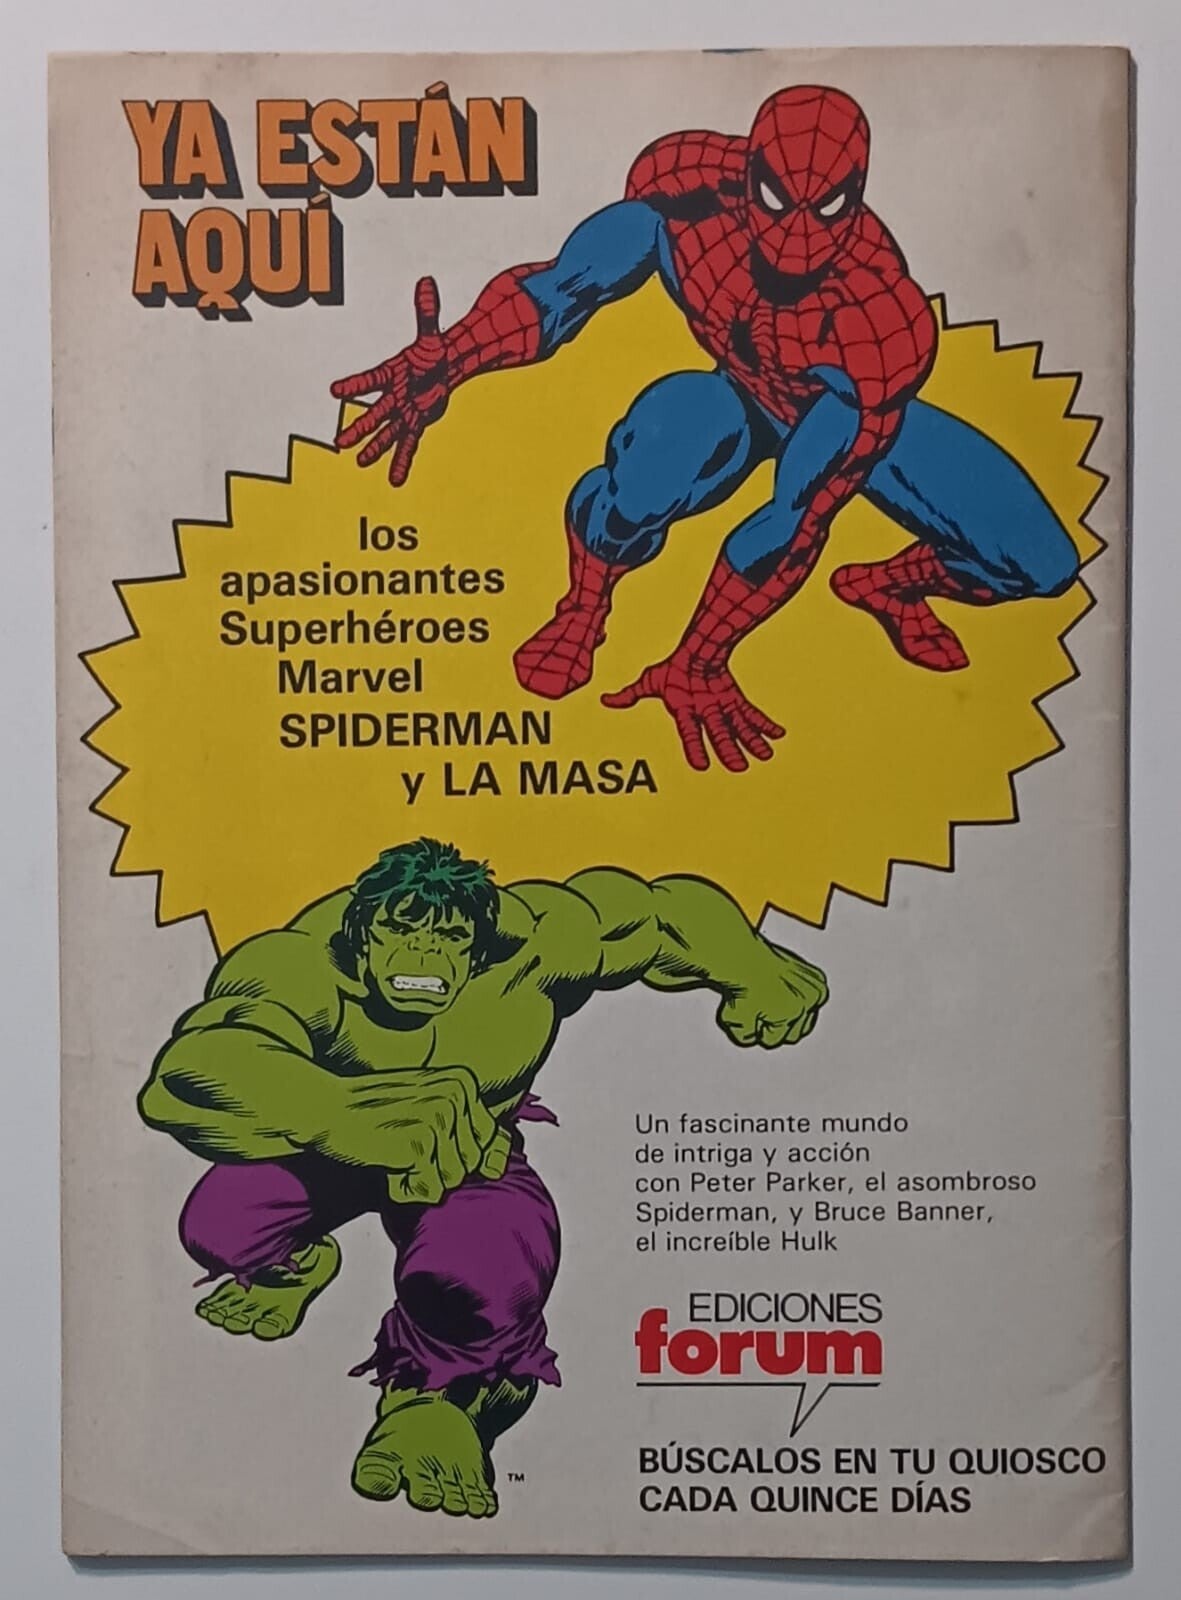 YA ESTÁN
AQUÍ
los
apasionantes
Superhéroes
Marvel
SPIDERMAN
y LA MASA
Un fascinante mundo
de intriga y acción
con Peter Parker, el asombroso
Spiderman, y Bruce Banner,
el increíble Hulk
EDICIONES
forum
TM
BÚSCALOS EN TU QUIOSCO
CADA QUINCE DÍAS